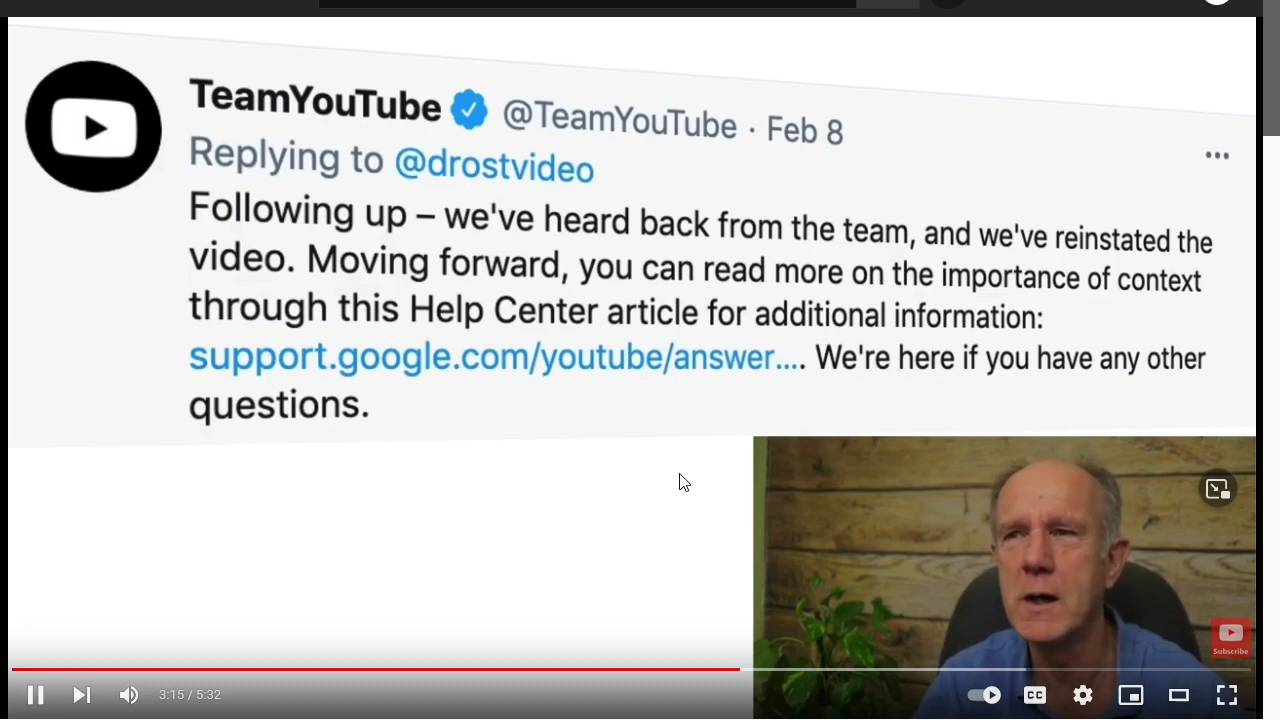 TeamYouTube @TeamYouTube · Feb 8
Replying to @drostvideo
Following up – we've heard back from the team, and we've reinstated the
video. Moving forward, you can read more on the importance of context
through this Help Center article for additional information:
support.google.com/youtube/answer.... We're here if you have any other
questions.
Subscribe
3:15 / 5:32
CC